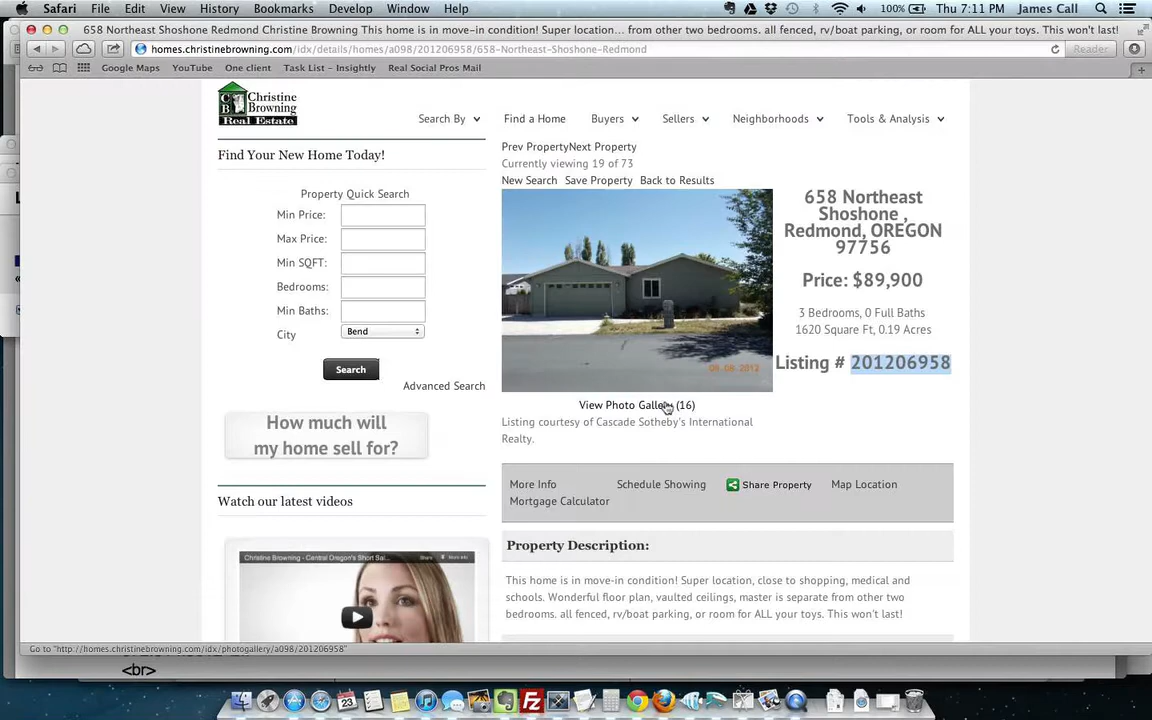 Safari File Edit View History Bookmarks Develop Window Help 100% Thu 7:11 PM James Call
658 Northeast Shoshone Redmond Christine Browning This home is in move-in condition! Super location... from other two bedrooms. all fenced, rv/boat parking, or room for ALL your toys. This won't last!
homes.christinebrowning.com/idx/details/homes/a098/201206958/658-Northeast-Shoshone-Redmond Reader
Google Maps YouTube One client Task List – Insightly Real Social Pros Mail
Christine
Browning
Real Estate
Search By Find a Home Buyers Sellers Neighborhoods Tools & Analysis
Find Your New Home Today!
Property Quick Search
Min Price:
Max Price:
Min SQFT:
Bedrooms:
Min Baths:
City Bend
Search
Advanced Search
How much will
my home sell for?
Watch our latest videos
Christine Browning - Central Oregon's Short Sal...
Share More info
Prev PropertyNext Property
Currently viewing 19 of 73
New Search Save Property Back to Results
09.06.2012
View Photo Gallery (16)
Listing courtesy of Cascade Sotheby's International
Realty.
658 Northeast
Shoshone ,
Redmond, OREGON
97756
Price: $89,900
3 Bedrooms, 0 Full Baths
1620 Square Ft, 0.19 Acres
Listing # 201206958
More Info Schedule Showing Share Property Map Location
Mortgage Calculator
Property Description:
This home is in move-in condition! Super location, close to shopping, medical and
schools. Wonderful floor plan, vaulted ceilings, master is separate from other two
bedrooms. all fenced, rv/boat parking, or room for ALL your toys. This won't last!
Go to "http://homes.christinebrowning.com/idx/photogallery/a098/201206958"
<br>